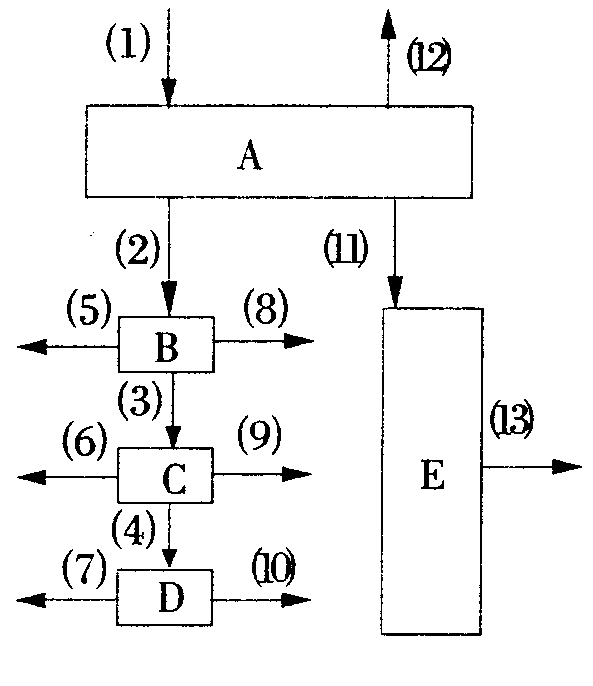 (1)
(12)
A
(2)
(11)
(5)
(8)
B
(3)
(6)
(9)
(13)
C
E
(4)
(7)
(10)
D